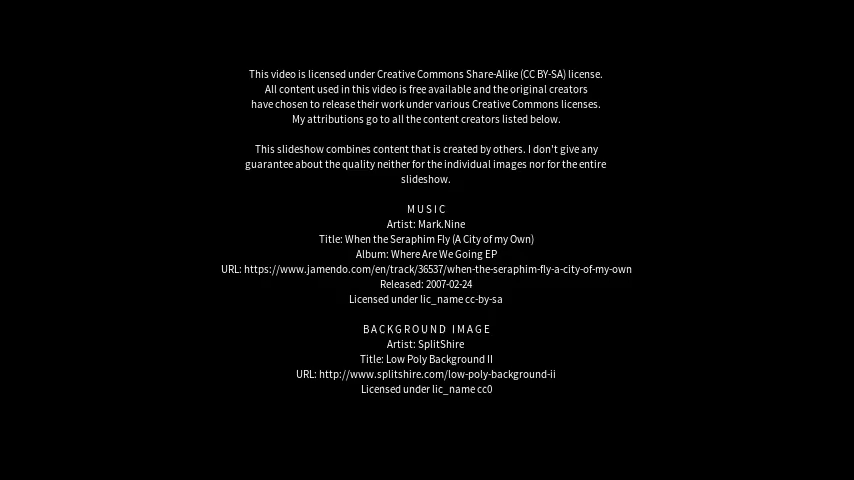 This video is licensed under Creative Commons Share-Alike (CC BY-SA) license.
All content used in this video is free available and the original creators
have chosen to release their work under various Creative Commons licenses.
My attributions go to all the content creators listed below.
This slideshow combines content that is created by others. I don't give any
guarantee about the quality neither for the individual images nor for the entire
slideshow.
MUSIC
Artist: Mark.Nine
Title: When the Seraphim Fly (A City of my Own)
Album: Where Are We Going EP
URL: https://www.jamendo.com/en/track/36537/when-the-seraphim-fly-a-city-of-my-own
Released: 2007-02-24
Licensed under lic_name cc-by-sa
BACKGROUND IMAGE
Artist: SplitShire
Title: Low Poly Background II
URL: http://www.splitshire.com/low-poly-background-ii
Licensed under lic_name cc0